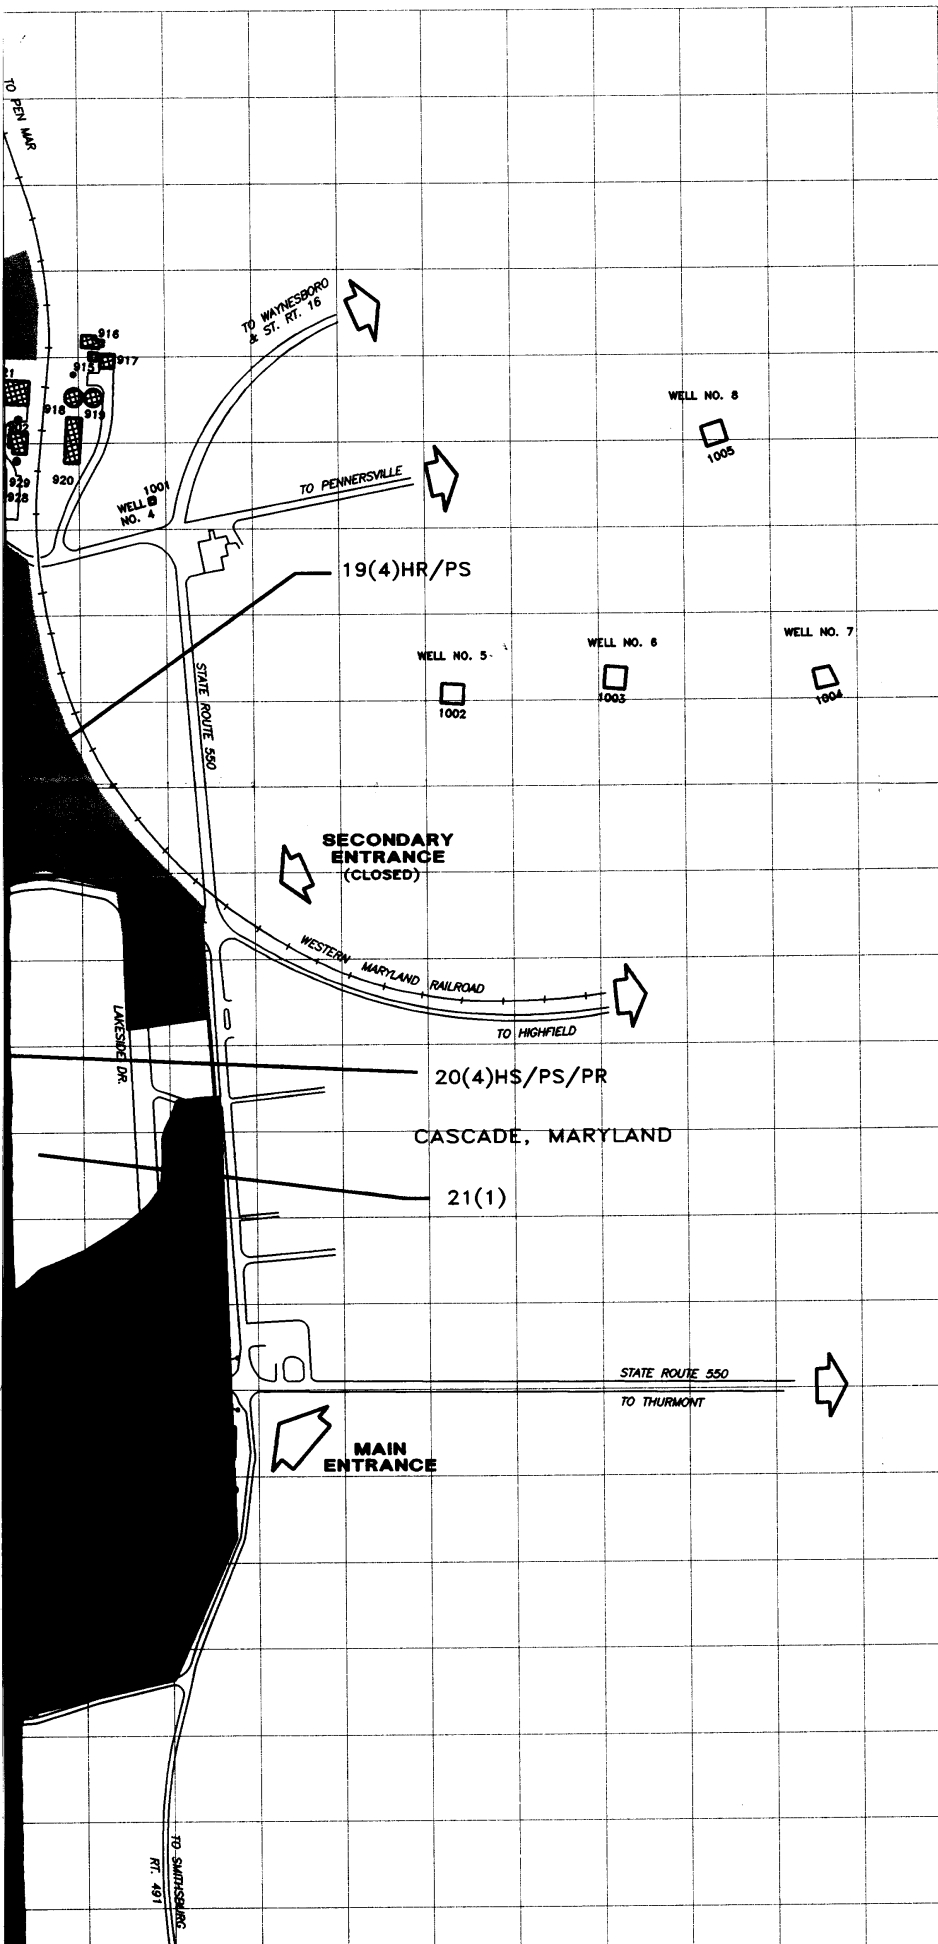 TO PEN MAR
TO WAYNESBORO
& ST. RT. 16
916
915
917
21
918
919
WELL NO. 8
1005
929
920
928
1001
WELL
NO. 4
TO PENNERSVILLE
19(4)HR/PS
WELL NO. 5
1002
WELL NO. 6
1003
WELL NO. 7
1004
STATE ROUTE 550
SECONDARY
ENTRANCE
(CLOSED)
WESTERN MARYLAND RAILROAD
TO HIGHFIELD
LAKESIDE DR.
20(4)HS/PS/PR
CASCADE, MARYLAND
21(1)
STATE ROUTE 550
TO THURMONT
MAIN
ENTRANCE
TO SMITHSBURG
RT. 491